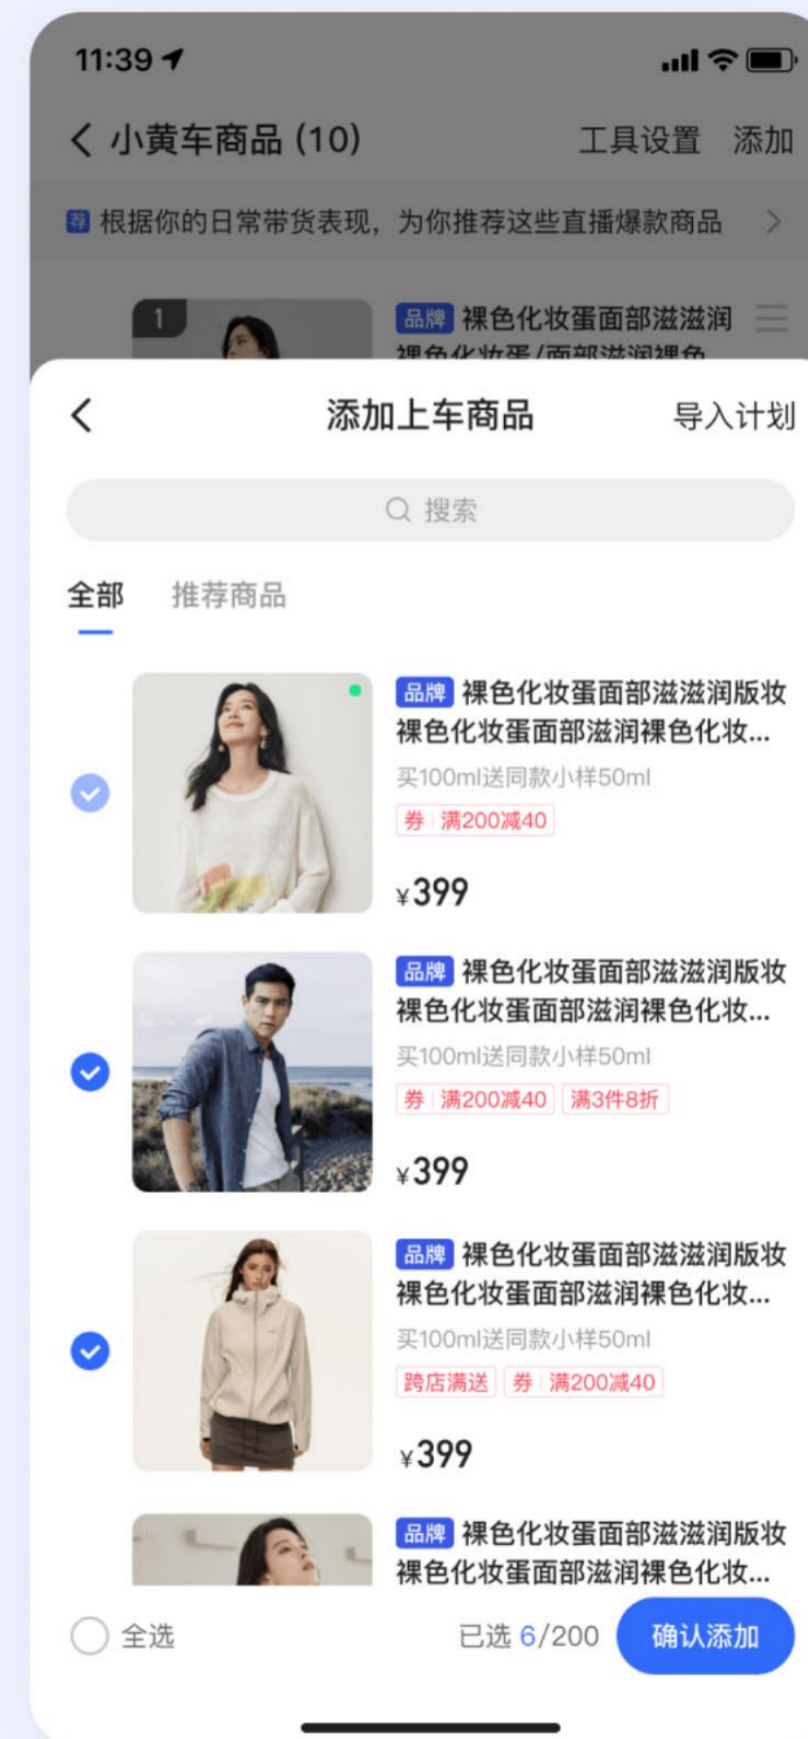 11:39
小黄车商品 (10) 工具设置 添加
荐 根据你的日常带货表现，为你推荐这些直播爆款商品
1
品牌 裸色化妆蛋面部滋滋润
裸色化妆蛋/面部滋润裸色
添加上车商品 导入计划
搜索
全部 推荐商品
品牌 裸色化妆蛋面部滋滋润版妆
裸色化妆蛋面部滋润裸色化妆...
买100ml送同款小样50ml
券 满200减40
¥399
品牌 裸色化妆蛋面部滋滋润版妆
裸色化妆蛋面部滋润裸色化妆...
买100ml送同款小样50ml
券 满200减40 满3件8折
¥399
品牌 裸色化妆蛋面部滋滋润版妆
裸色化妆蛋面部滋润裸色化妆...
买100ml送同款小样50ml
跨店满送 券 满200减40
¥399
品牌 裸色化妆蛋面部滋滋润版妆
裸色化妆蛋面部滋润裸色化妆...
全选 已选 6/200 确认添加